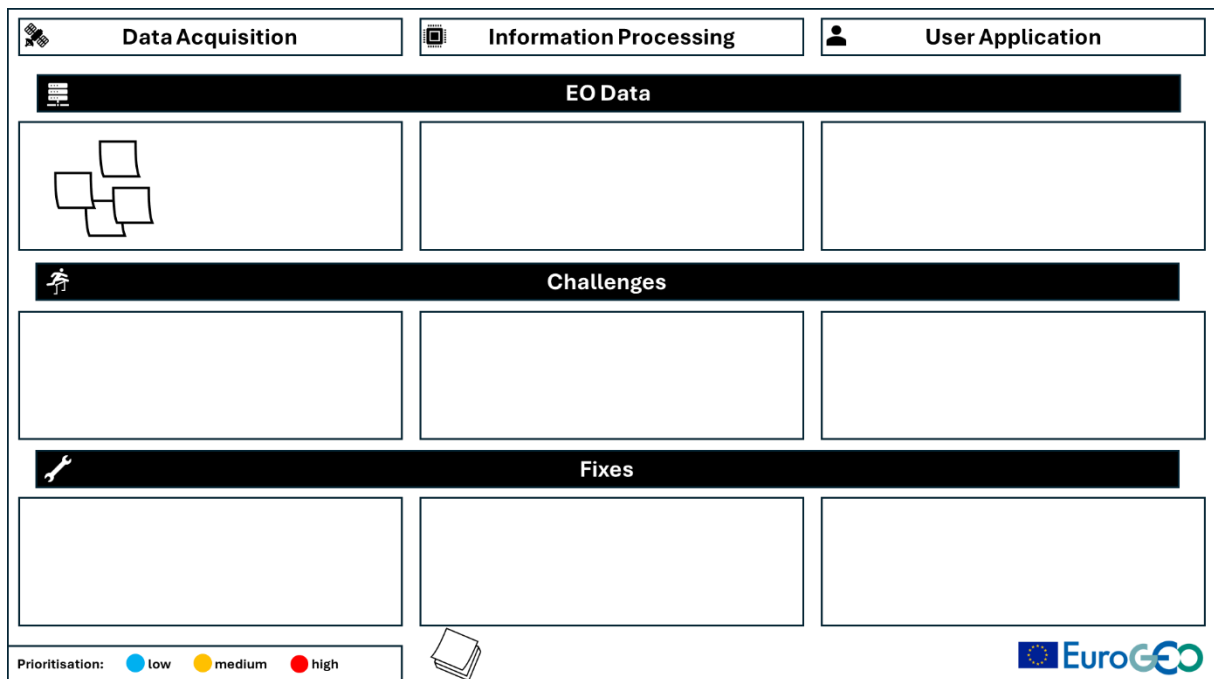 Data Acquisition
Information Processing
User Application
EO Data
Challenges
Fixes
Prioritisation: low medium high
EuroGEO